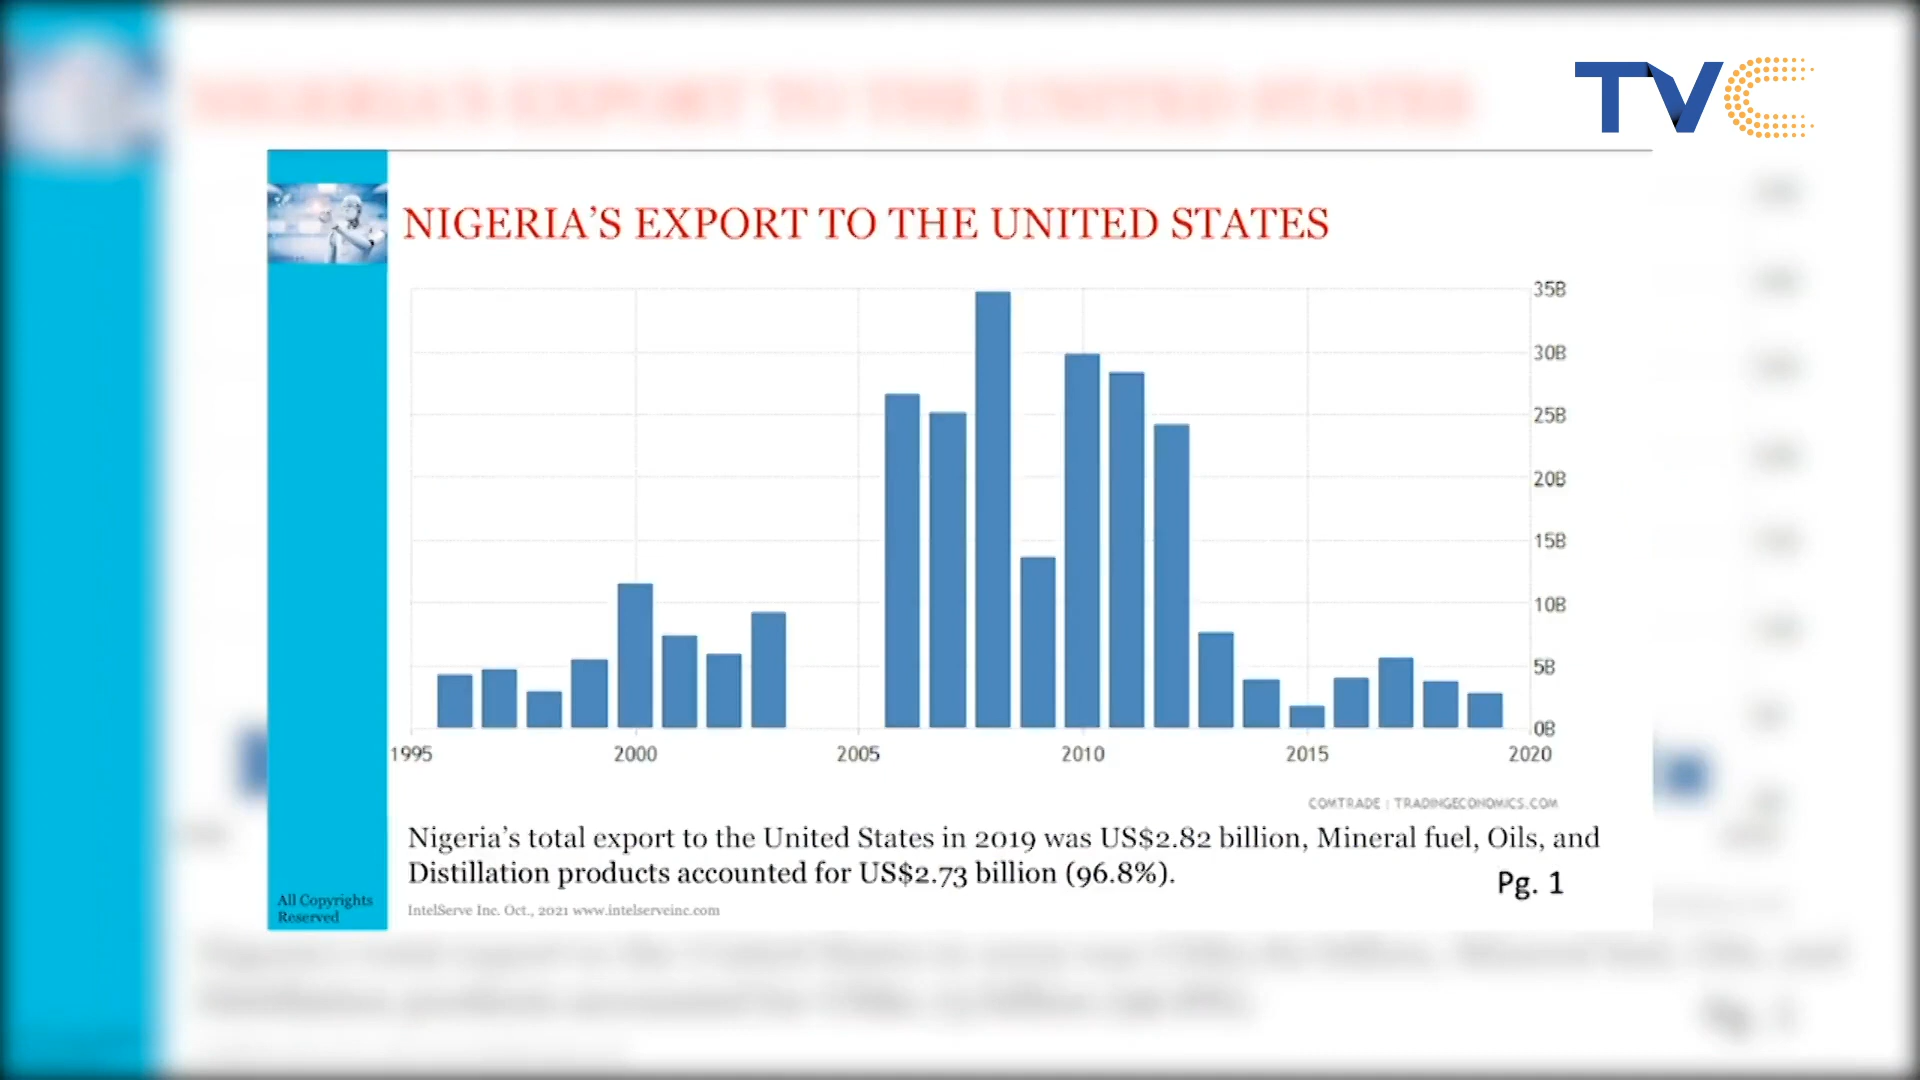 TVC
NIGERIA’S EXPORT TO THE UNITED STATES
35B
30B
25B
20B
15B
10B
5B
0B
1995 2000 2005 2010 2015 2020
COMTRADE | TRADINGECONOMICS.COM
Nigeria’s total export to the United States in 2019 was US$2.82 billion, Mineral fuel, Oils, and
Distillation products accounted for US$2.73 billion (96.8%).
Pg. 1
All Copyrights
Reserved
IntelServe Inc. Oct., 2021 www.intelserveinc.com